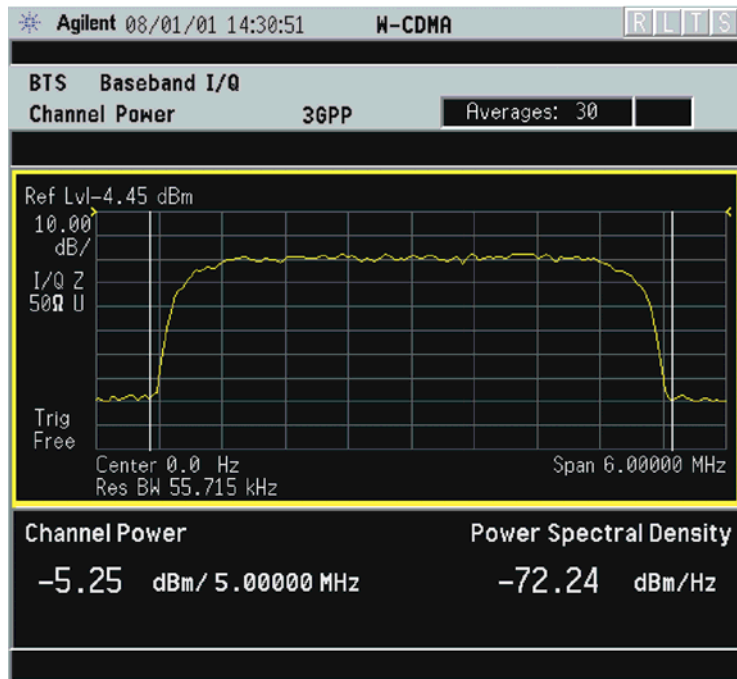 Agilent 08/01/01 14:30:51 W-CDMA R L T S
BTS Baseband I/Q
Channel Power 3GPP Averages: 30
Ref Lvl-4.45 dBm
10.00
dB/
I/Q Z
50Ω U
Trig
Free
Center 0.0 Hz Span 6.00000 MHz
Res BW 55.715 kHz
Channel Power Power Spectral Density
-5.25 dBm/ 5.00000 MHz -72.24 dBm/Hz